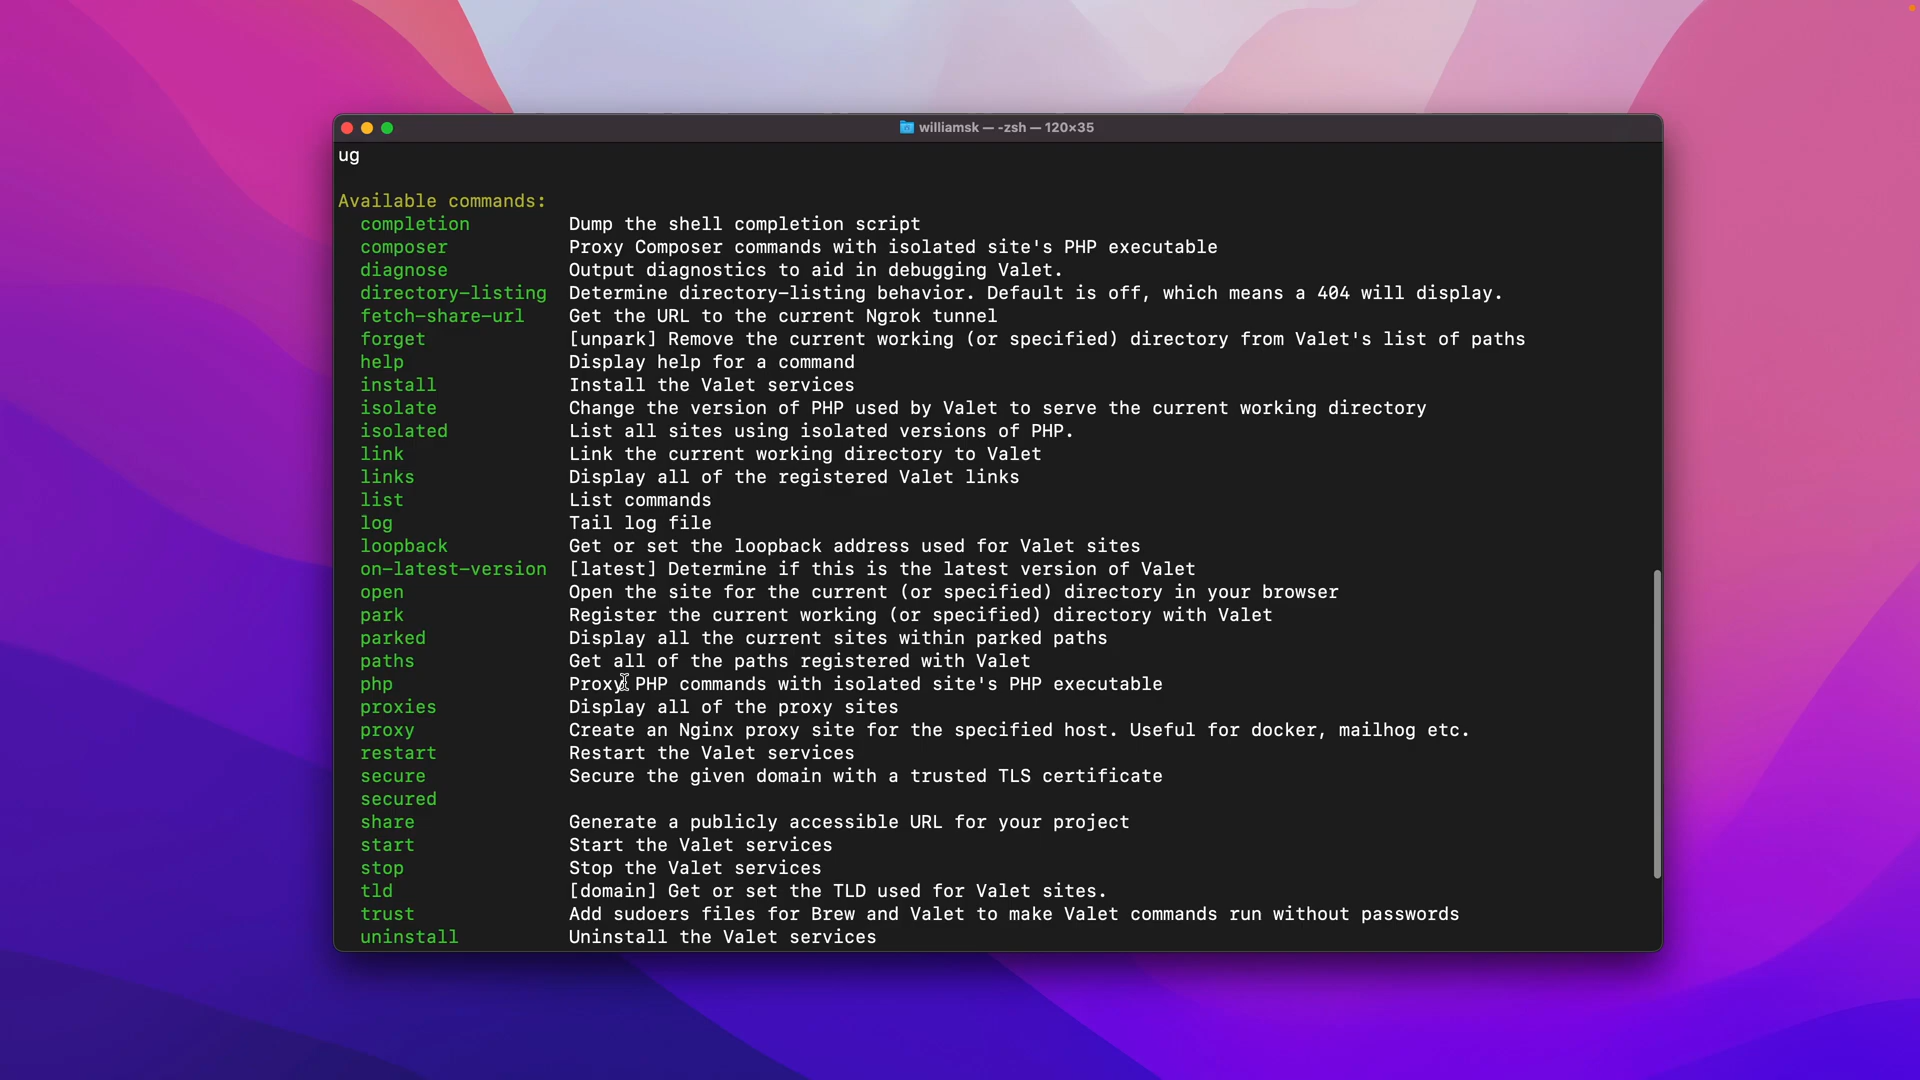 williamsk — -zsh — 120×35
ug
Available commands:
completion Dump the shell completion script
composer Proxy Composer commands with isolated site's PHP executable
diagnose Output diagnostics to aid in debugging Valet.
directory-listing Determine directory-listing behavior. Default is off, which means a 404 will display.
fetch-share-url Get the URL to the current Ngrok tunnel
forget [unpark] Remove the current working (or specified) directory from Valet's list of paths
help Display help for a command
install Install the Valet services
isolate Change the version of PHP used by Valet to serve the current working directory
isolated List all sites using isolated versions of PHP.
link Link the current working directory to Valet
links Display all of the registered Valet links
list List commands
log Tail log file
loopback Get or set the loopback address used for Valet sites
on-latest-version [latest] Determine if this is the latest version of Valet
open Open the site for the current (or specified) directory in your browser
park Register the current working (or specified) directory with Valet
parked Display all the current sites within parked paths
paths Get all of the paths registered with Valet
php Proxy PHP commands with isolated site's PHP executable
proxies Display all of the proxy sites
proxy Create an Nginx proxy site for the specified host. Useful for docker, mailhog etc.
restart Restart the Valet services
secure Secure the given domain with a trusted TLS certificate
secured
share Generate a publicly accessible URL for your project
start Start the Valet services
stop Stop the Valet services
tld [domain] Get or set the TLD used for Valet sites.
trust Add sudoers files for Brew and Valet to make Valet commands run without passwords
uninstall Uninstall the Valet services